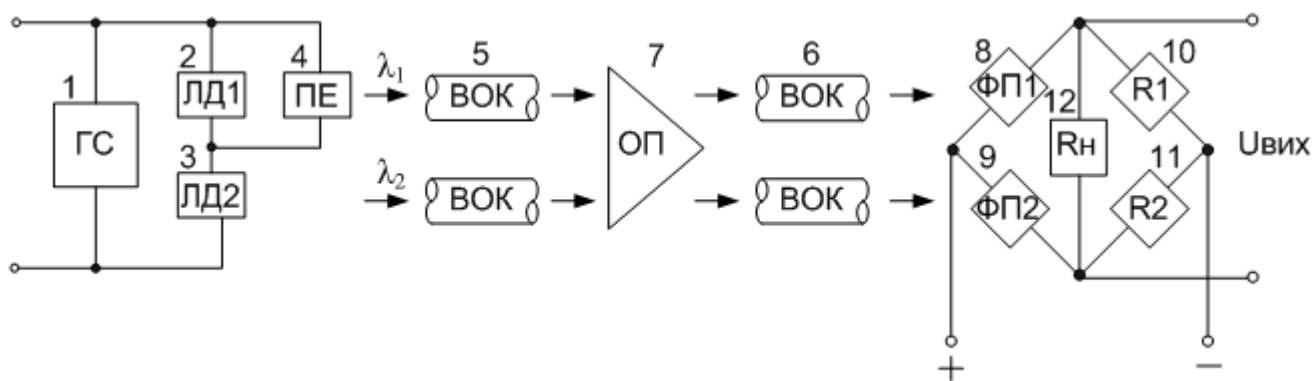 1
ГС
2
ЛД1
3
ЛД2
4
ПЕ
λ1
λ2
5
ВОК
ВОК
7
ОП
6
ВОК
ВОК
8
ФП1
9
ФП2
12
Rн
10
R1
11
R2
Uвих
+
−